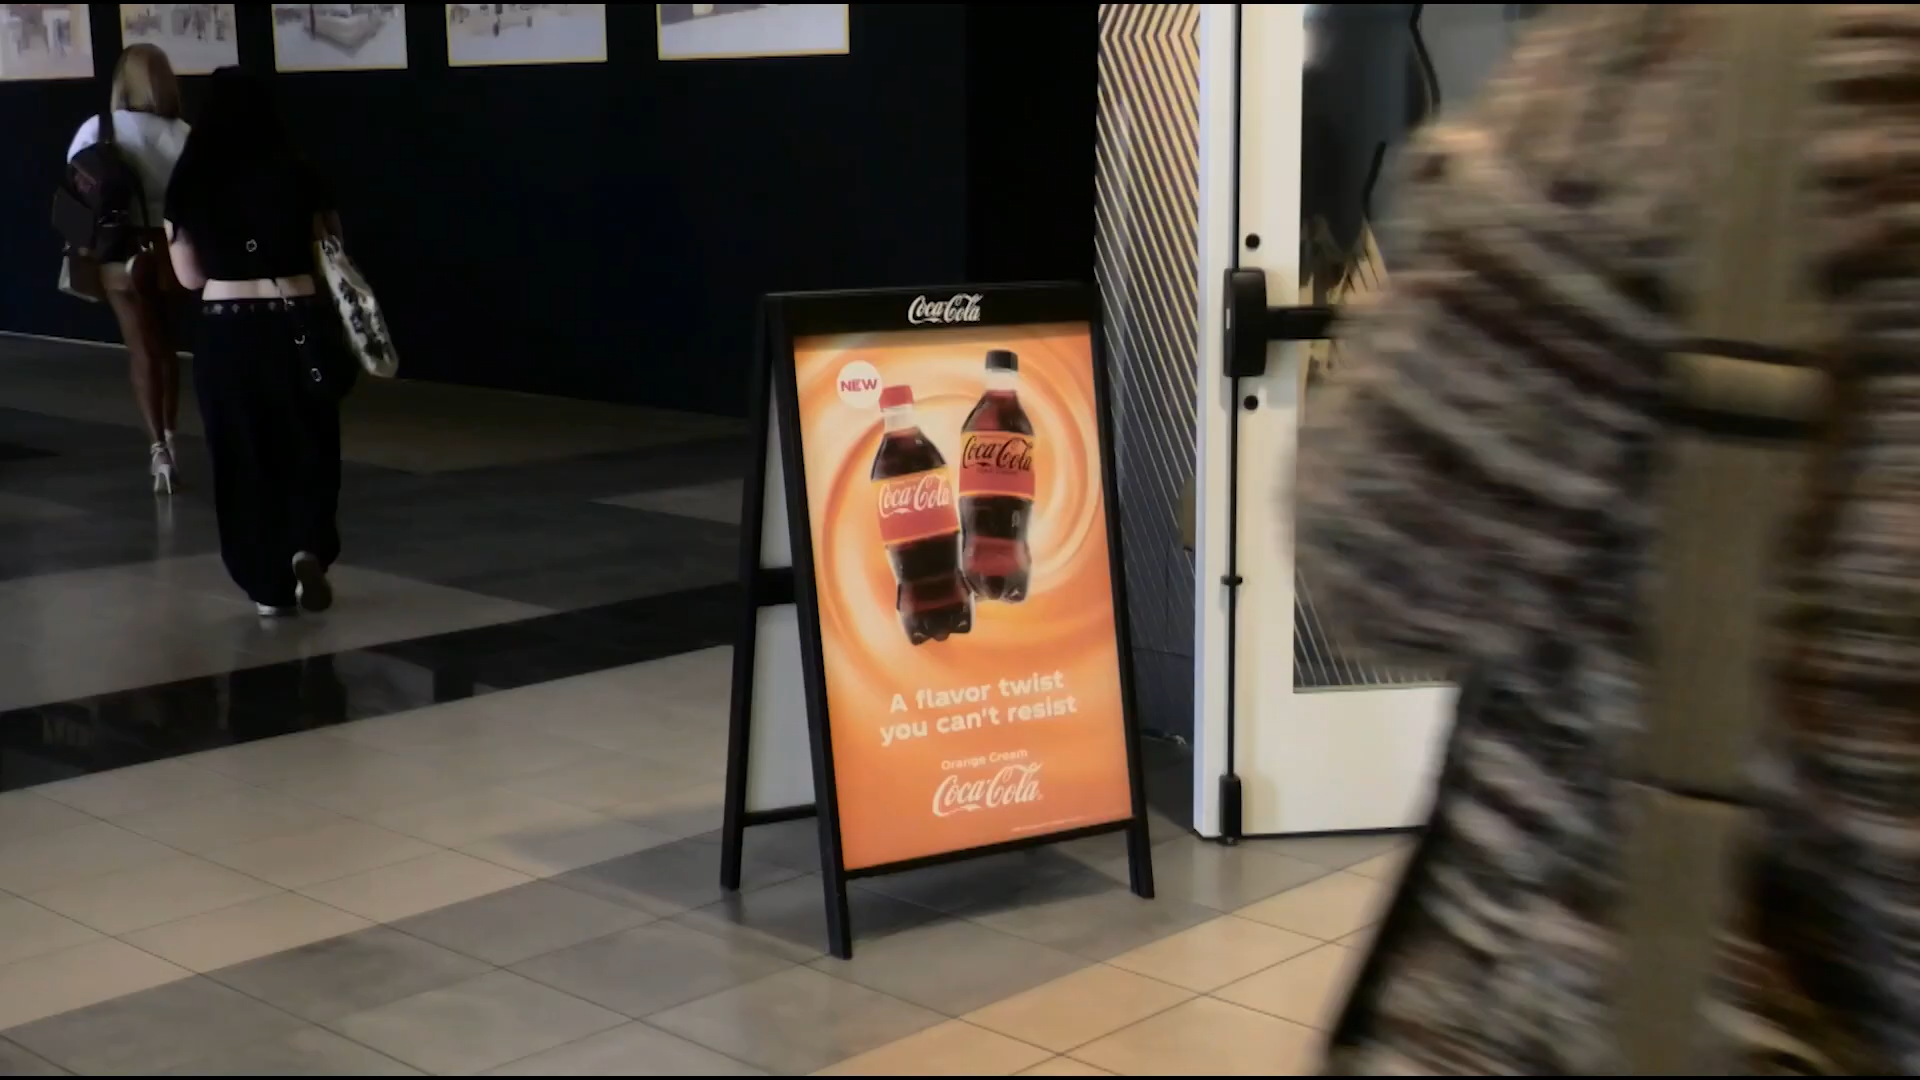 Coca-Cola
NEW
Coca-Cola
Coca-Cola
A flavor twist
you can't resist
Orange Cream
Coca-Cola